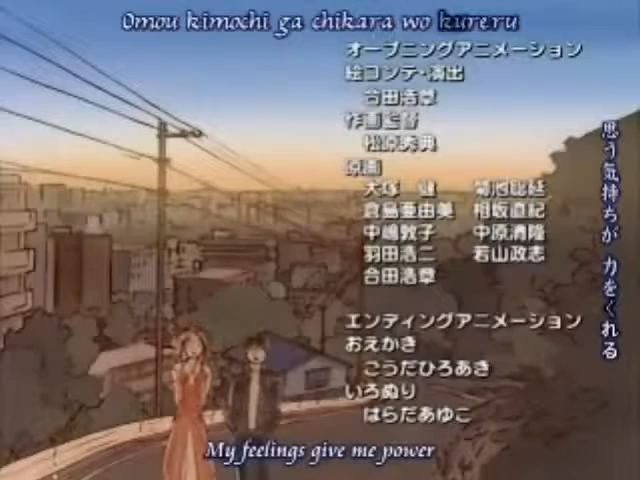 Omou kimochi ga chikara wo kureru
オープニングアニメーション
絵コンテ・演出
合田浩章
作画監督
松原秀典
原画
大塚 健 菊池聡延
倉島亜由美 相坂直紀
中嶋敦子 中原清隆
羽田浩二 若山政志
合田浩章
エンディングアニメーション
おえかき
こうだひろあき
いろぬり
はらだあゆこ
思う気持ちが 力をくれる
My feelings give me power